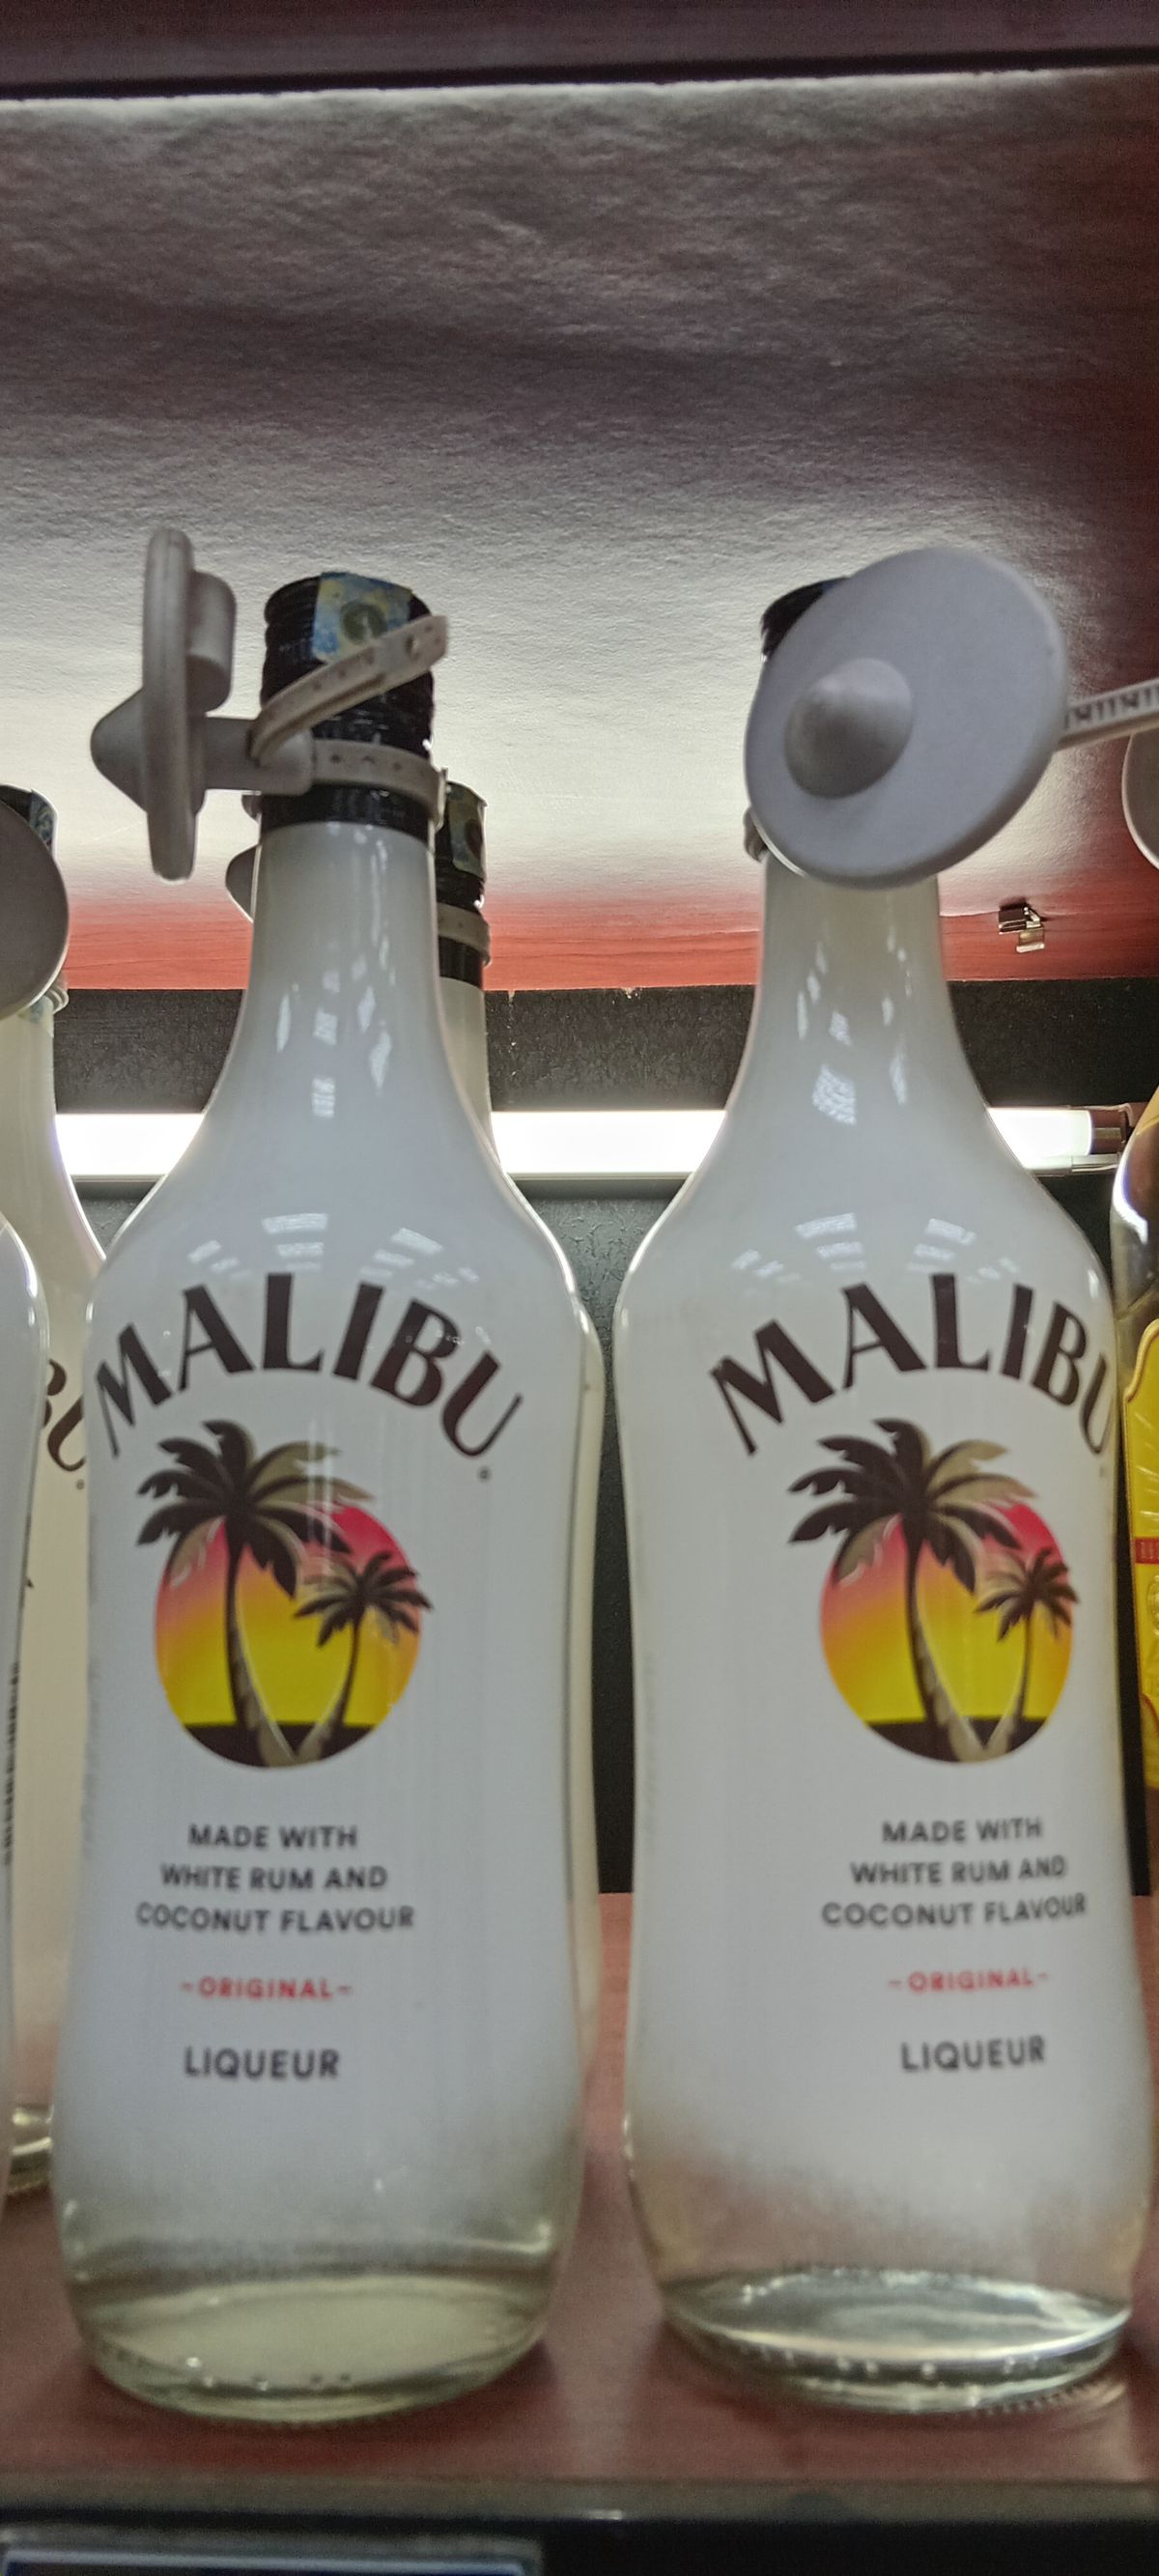 MALIBU
MADE WITH
WHITE RUM AND
COCONUT FLAVOUR
-ORIGINAL-
LIQUEUR
MALIBU
MADE WITH
WHITE RUM AND
COCONUT FLAVOUR
-ORIGINAL-
LIQUEUR
BU